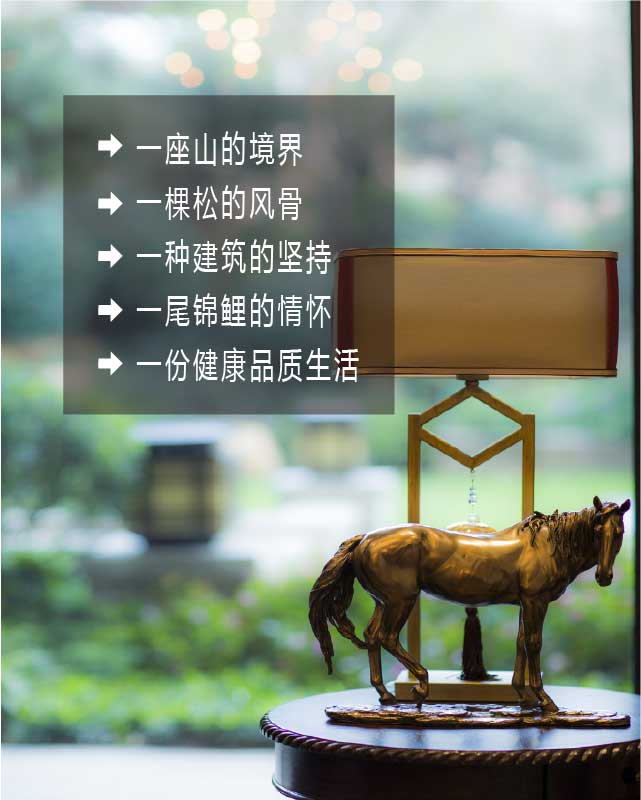 一座山的境界
一棵松的风骨
一种建筑的坚持
一尾锦鲤的情怀
一份健康品质生活